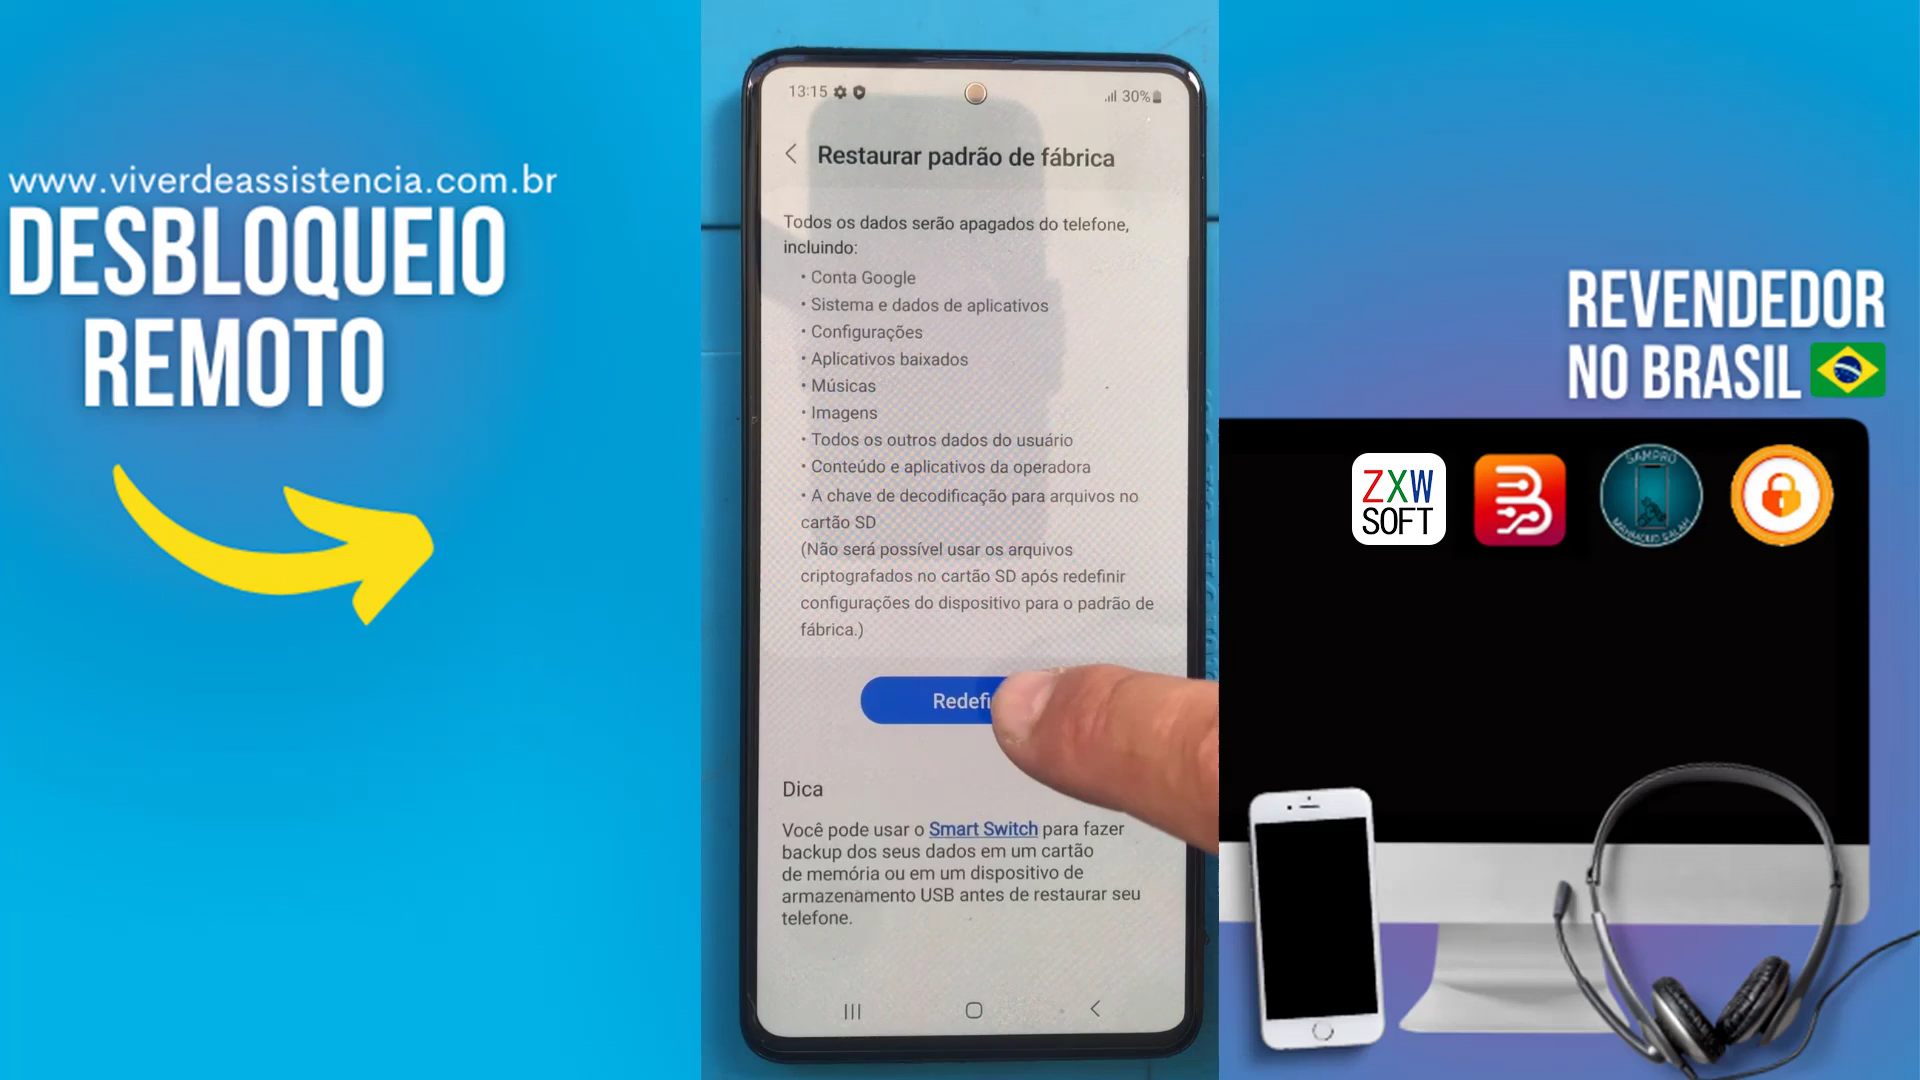 www.viverdeassistencia.com.br
DESBLOQUEIO
REMOTO
13:15
30%
Restaurar padrão de fábrica
Todos os dados serão apagados do telefone,
incluindo:
• Conta Google
• Sistema e dados de aplicativos
• Configurações
• Aplicativos baixados
• Músicas
• Imagens
• Todos os outros dados do usuário
• Conteúdo e aplicativos da operadora
• A chave de decodificação para arquivos no
cartão SD
(Não será possível usar os arquivos
criptografados no cartão SD após redefinir
configurações do dispositivo para o padrão de
fábrica.)
Redefi
Dica
Você pode usar o Smart Switch para fazer
backup dos seus dados em um cartão
de memória ou em um dispositivo de
armazenamento USB antes de restaurar seu
telefone.
REVENDEDOR
NO BRASIL
ZXW
SOFT
SAMPRO
MAHMOUD SALAH